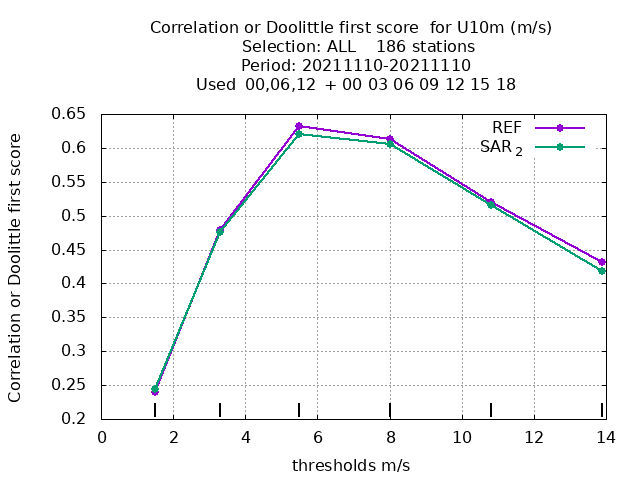 Correlation or Doolittle first score  for U10m (m/s)
Selection: ALL    186 stations
Period: 20211110-20211110
Used  00,06,12  + 00 03 06 09 12 15 18
0.65
0.6
0.55
0.5
0.45
0.4
0.35
0.3
0.25
0.2
Correlation or Doolittle first score
REF
SAR 2
0 2 4 6 8 10 12 14
thresholds m/s